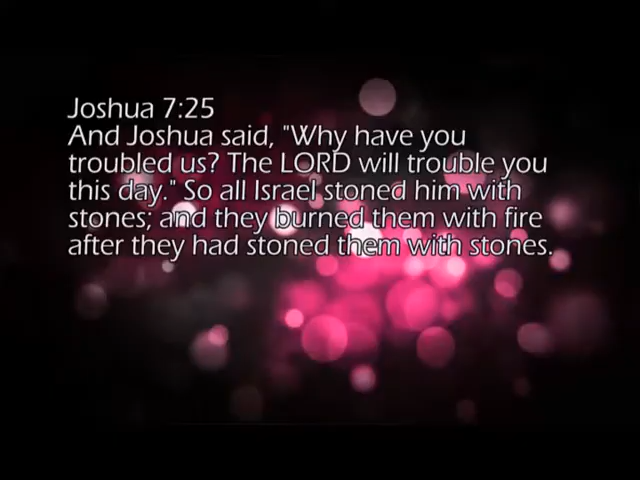 Joshua 7:25
And Joshua said, "Why have you
troubled us? The LORD will trouble you
this day." So all Israel stoned him with
stones; and they burned them with fire
after they had stoned them with stones.